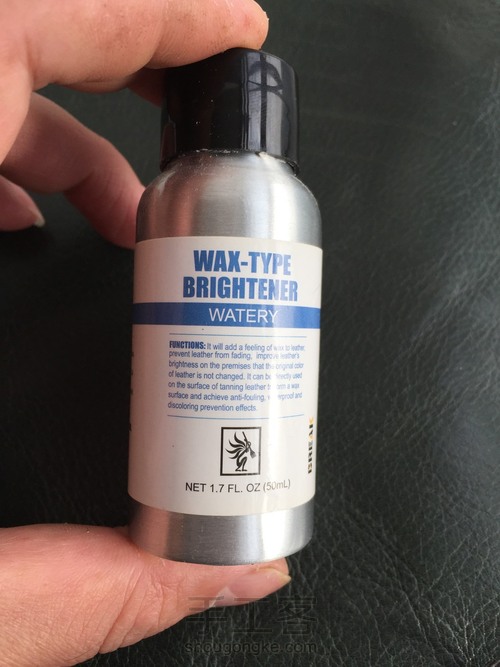 WAX-TYPE
BRIGHTENER
WATERY
FUNCTIONS: It will add a feeling of wax to leather,
prevent leather from fading, improve leather's
brightness on the premises that the original color
of leather is not changed. It can be directly used
on the surface of tanning leather to form a wax
surface and achieve anti-fouling, waterproof and
discoloring prevention effects.
NET 1.7 FL. OZ (50mL)
手工客
shougongke.com